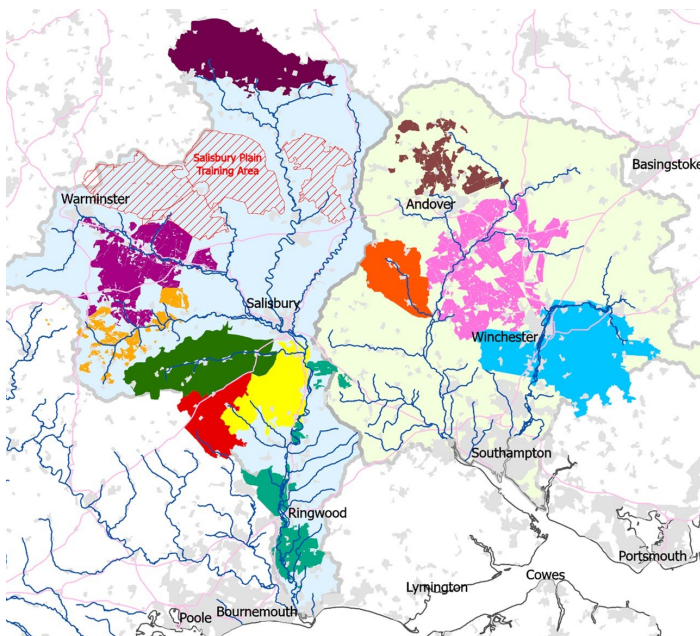 Salisbury Plain
Training Area
Basingstoke
Warminster
Andover
Salisbury
Winchester
Southampton
Ringwood
Portsmouth
Lymington
Cowes
Poole
Bournemouth